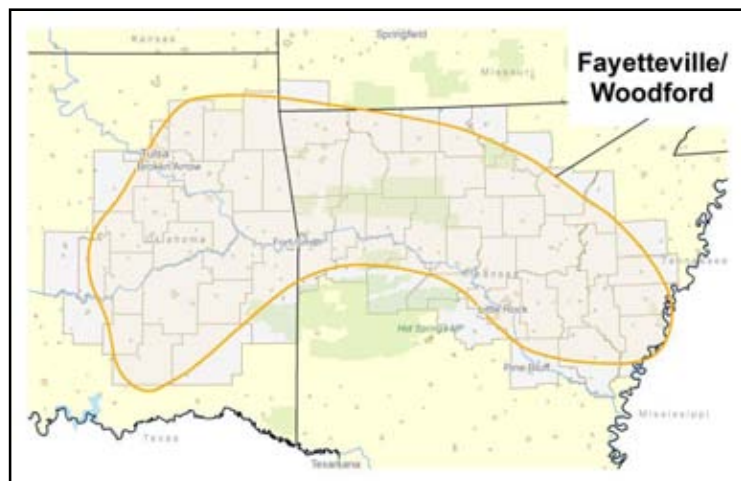 Kansas
Springfield
Missouri
Fayetteville/
Woodford
Tulsa
Broken Arrow
Oklahoma
Fort Smith
Tennessee
Arkansas
Little Rock
Hot Springs NP
Pine Bluff
Mississippi
Texas
Texarkana